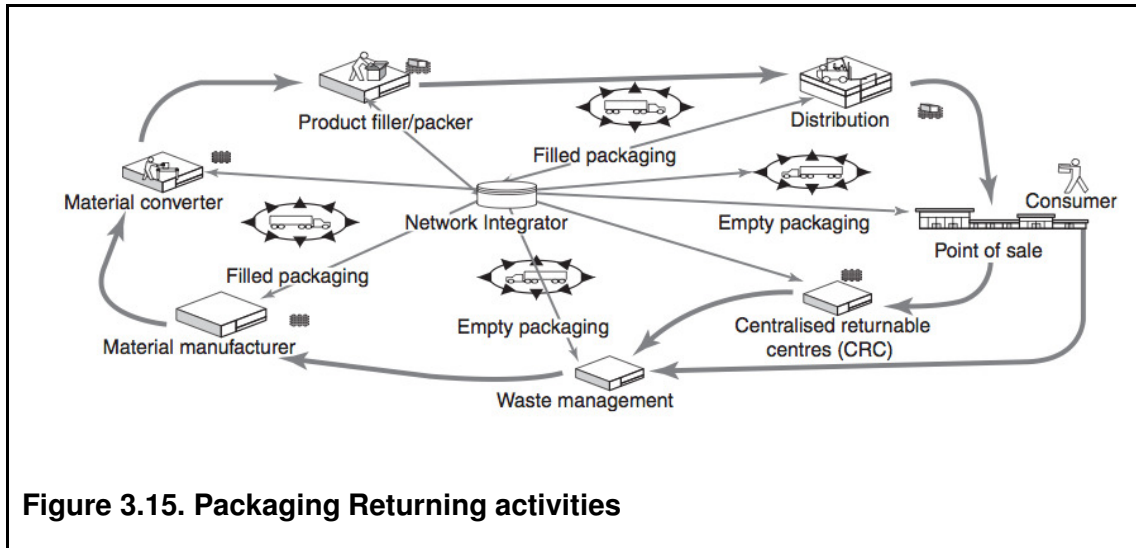 Product filler/packer
Distribution
Filled packaging
Consumer
Material converter
Network Integrator
Empty packaging
Point of sale
Filled packaging
Empty packaging
Centralised returnable
centres (CRC)
Material manufacturer
Waste management
Figure 3.15. Packaging Returning activities